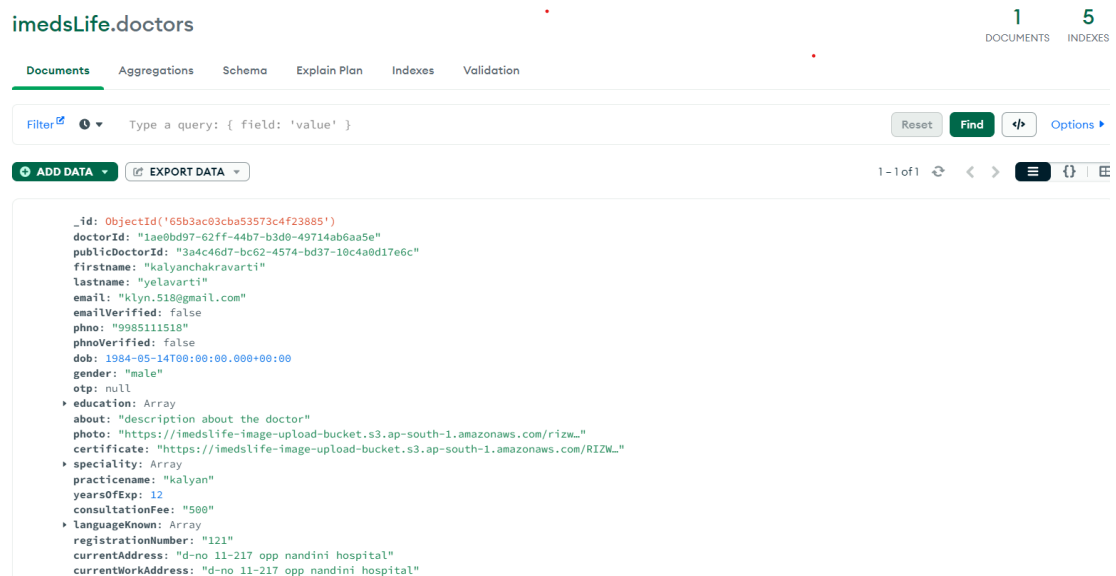 imedsLife.doctors
1 5
DOCUMENTS INDEXES
Documents Aggregations Schema Explain Plan Indexes Validation
Filter Type a query: { field: 'value' } Reset Find </> Options
ADD DATA EXPORT DATA 1 – 1 of 1 {}
_id: ObjectId('65b3ac03cba53573c4f23885')
doctorId: "1ae0bd97-62ff-44b7-b3d0-49714ab6aa5e"
publicDoctorId: "3a4c46d7-bc62-4574-bd37-10c4a0d17e6c"
firstname: "kalyanchakravarti"
lastname: "yelavarti"
email: "klyn.518@gmail.com"
emailVerified: false
phno: "9985111518"
phnoVerified: false
dob: 1984-05-14T00:00:00.000+00:00
gender: "male"
otp: null
education: Array
about: "description about the doctor"
photo: "https://imedslife-image-upload-bucket.s3.ap-south-1.amazonaws.com/rizw…"
certificate: "https://imedslife-image-upload-bucket.s3.ap-south-1.amazonaws.com/RIZW…"
speciality: Array
practicename: "kalyan"
yearsOfExp: 12
consultationFee: "500"
languageKnown: Array
registrationNumber: "121"
currentAddress: "d-no 11-217 opp nandini hospital"
currentWorkAddress: "d-no 11-217 opp nandini hospital"